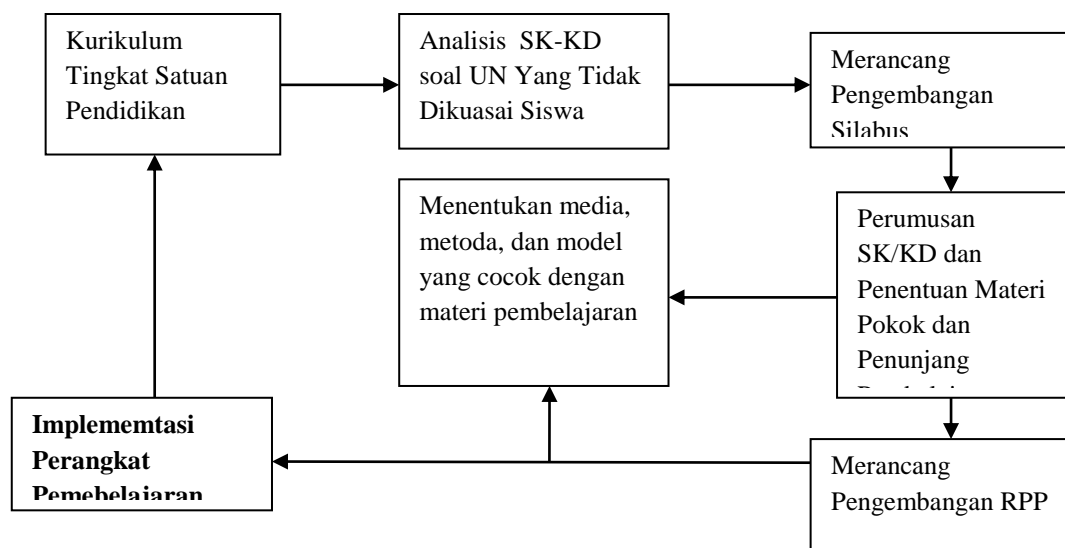 Kurikulum
Tingkat Satuan
Pendidikan
Analisis SK-KD
soal UN Yang Tidak
Dikuasai Siswa
Merancang
Pengembangan
Silabus
Menentukan media,
metoda, dan model
yang cocok dengan
materi pembelajaran
Perumusan
SK/KD dan
Penentuan Materi
Pokok dan
Penunjang
Implememtasi
Perangkat
Pemebelajaran
Merancang
Pengembangan RPP